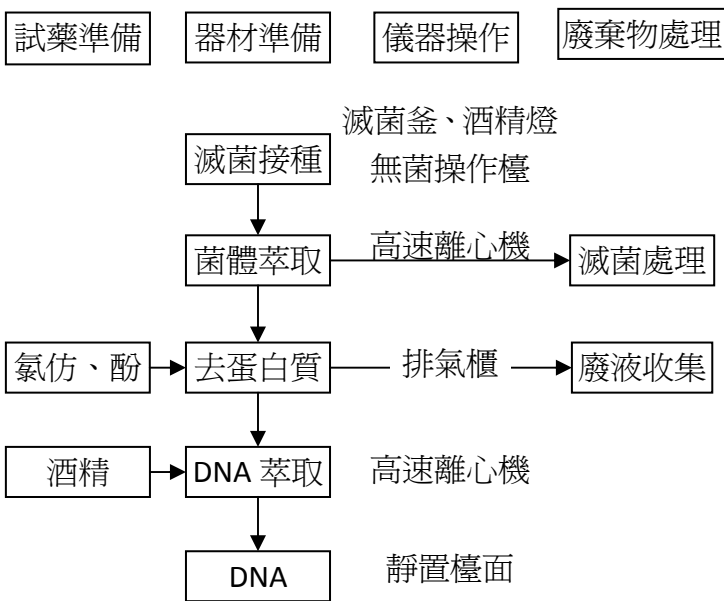 試藥準備 器材準備 儀器操作 廢棄物處理
滅菌釜、酒精燈
滅菌接種 無菌操作檯
菌體萃取 高速離心機 滅菌處理
氯仿、酚 去蛋白質 排氣櫃 廢液收集
酒精 DNA 萃取 高速離心機
DNA 靜置檯面